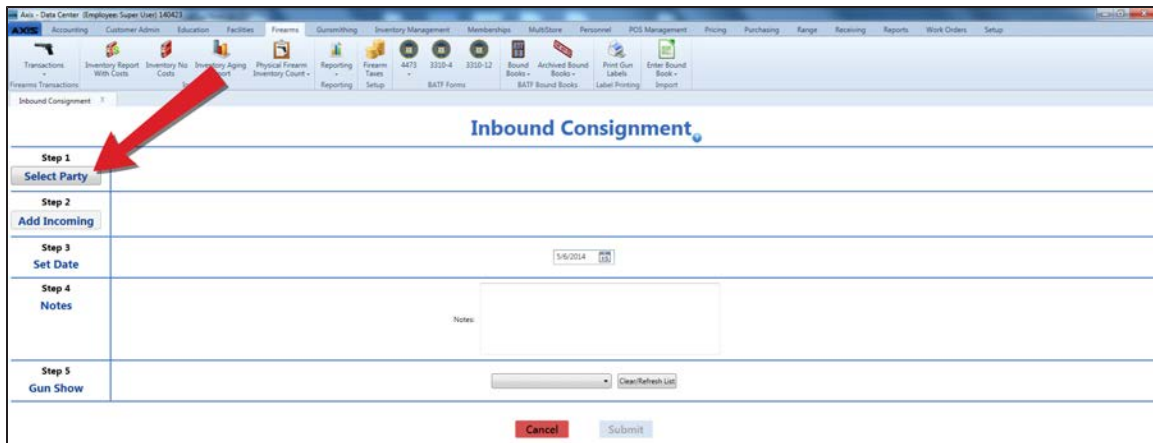 Axis - Data Center (Employee: Super User) 140423
AXIS Accounting Customer Admin Education Facilities Firearms Gunsmithing Inventory Management Memberships MultiStore Personnel POS Management Pricing Purchasing Range Receiving Reports Work Orders Setup
Transactions Inventory Report Inventory No Inventory Aging Physical Firearm Reporting Firearm 4473 3310-4 3310-12 Bound Archived Bound Print Gun Enter Bound
With Costs Costs Inventory Count Taxes Books Books Labels Book
Firearms Transactions Reporting Setup BATF Forms BATF Bound Books Label Printing Import
Inbound Consignment X
Inbound Consignment
Step 1
Select Party
Step 2
Add Incoming
Step 3
Set Date
5/6/2014
Step 4
Notes
Notes:
Step 5
Gun Show
Clear/Refresh List
Cancel Submit